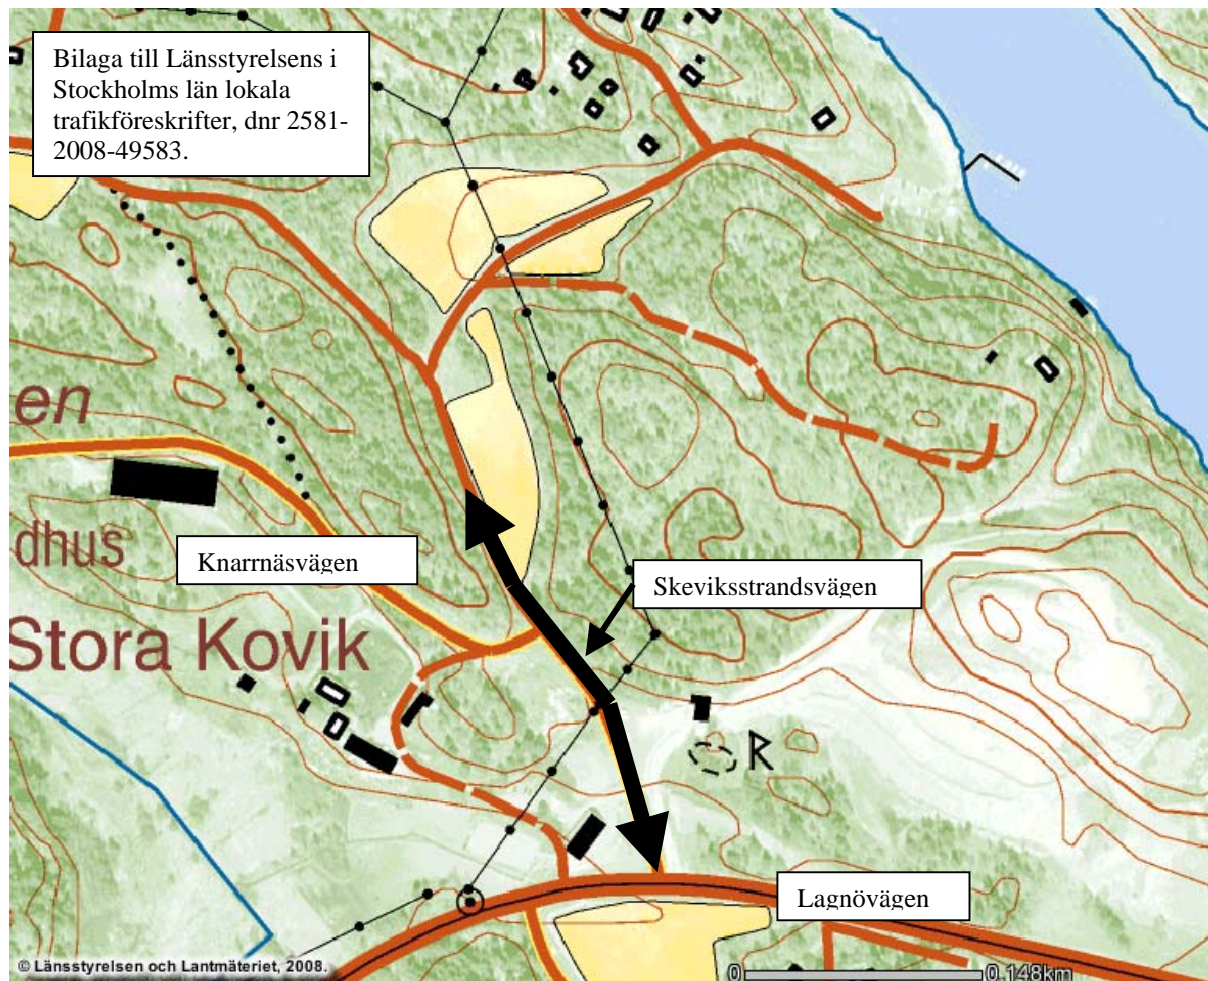 Bilaga till Länsstyrelsens i
Stockholms län lokala
trafikföreskrifter, dnr 2581-
2008-49583.
en
dhus
Knarrnäsvägen
Skeviksstrandsvägen
Stora Kovik
R
Lagnövägen
© Länsstyrelsen och Lantmäteriet, 2008.
0 0.148km